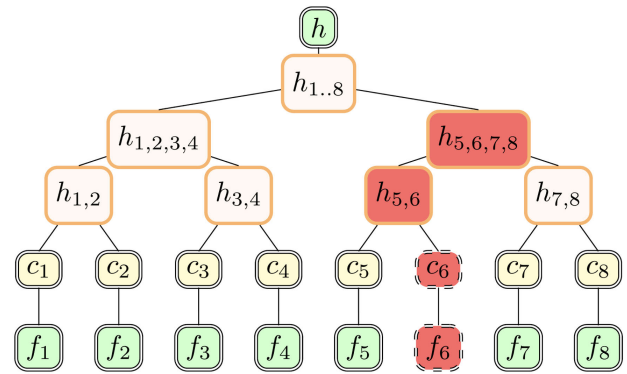 h
h₁..₈
h₁,₂,₃,₄ h₅,₆,₇,₈
h₁,₂ h₃,₄ h₅,₆ h₇,₈
c₁ c₂ c₃ c₄ c₅ c₆ c₇ c₈
f₁ f₂ f₃ f₄ f₅ f₆ f₇ f₈